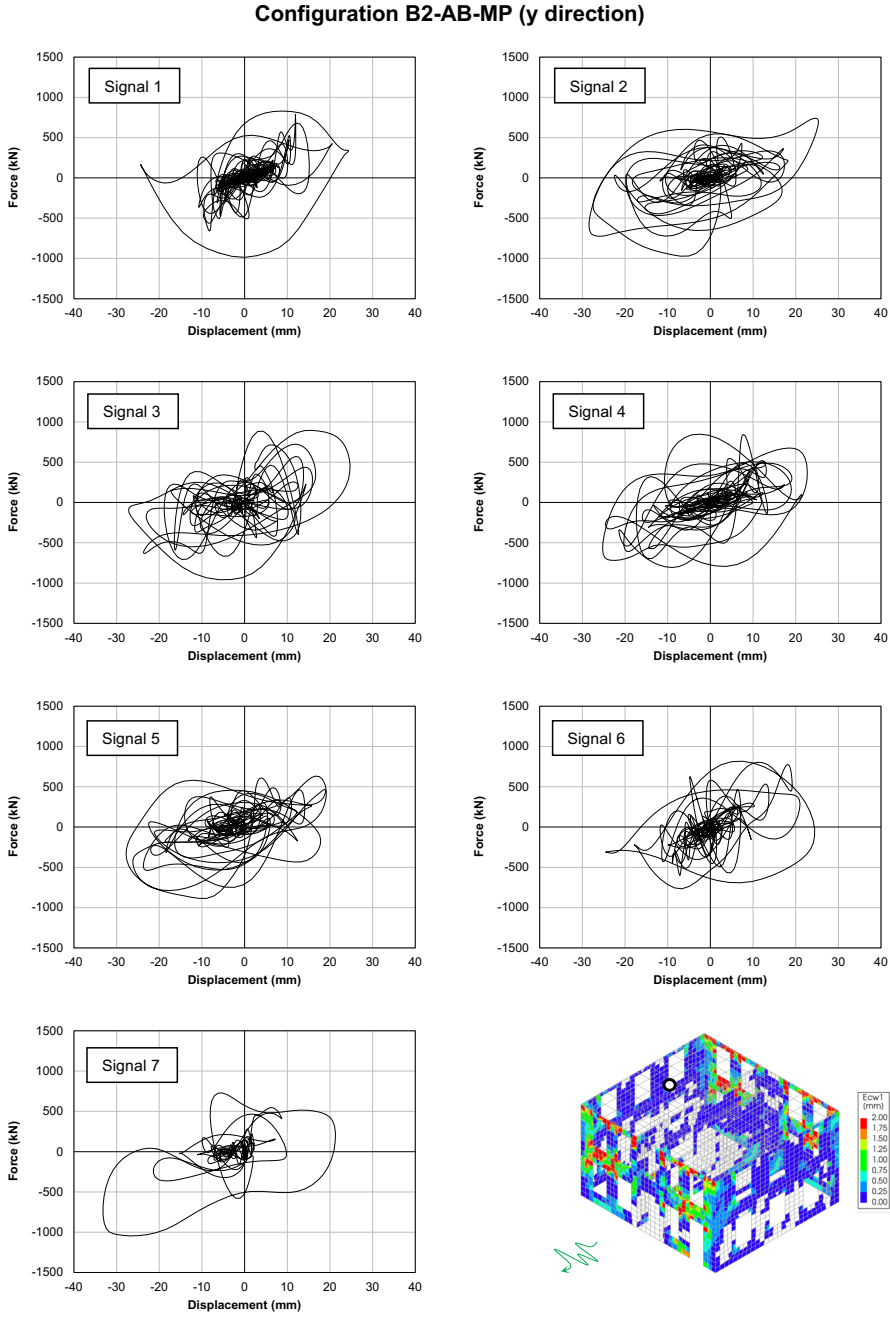 Configuration B2-AB-MP (y direction)
Signal 1
1500
1000
500
0
-500
-1000
-1500
Force (kN)
-40 -30 -20 -10 0 10 20 30 40
Displacement (mm)
Signal 2
1500
1000
500
0
-500
-1000
-1500
Force (kN)
-40 -30 -20 -10 0 10 20 30 40
Displacement (mm)
Signal 3
1500
1000
500
0
-500
-1000
-1500
Force (kN)
-40 -30 -20 -10 0 10 20 30 40
Displacement (mm)
Signal 4
1500
1000
500
0
-500
-1000
-1500
Force (kN)
-40 -30 -20 -10 0 10 20 30 40
Displacement (mm)
Signal 5
1500
1000
500
0
-500
-1000
-1500
Force (kN)
-40 -30 -20 -10 0 10 20 30 40
Displacement (mm)
Signal 6
1500
1000
500
0
-500
-1000
-1500
Force (kN)
-40 -30 -20 -10 0 10 20 30 40
Displacement (mm)
Signal 7
1500
1000
500
0
-500
-1000
-1500
Force (kN)
-40 -30 -20 -10 0 10 20 30 40
Displacement (mm)
Ecw1
(mm)
2.00
1.75
1.50
1.25
1.00
0.75
0.50
0.25
0.00